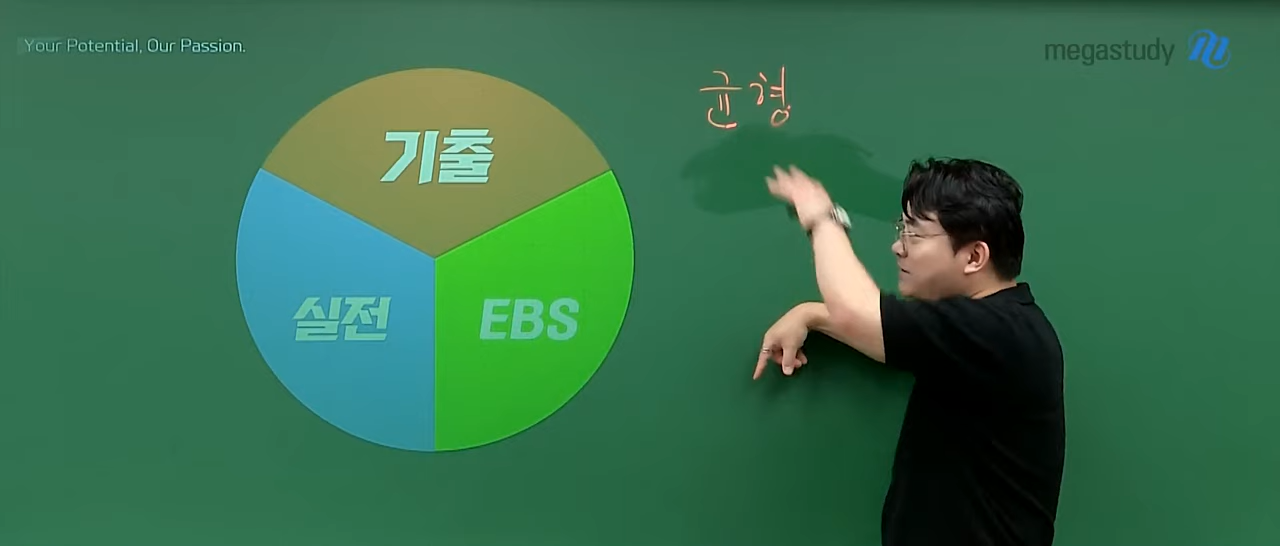 Your Potential, Our Passion.
megastudy
균형
기출
실전
EBS